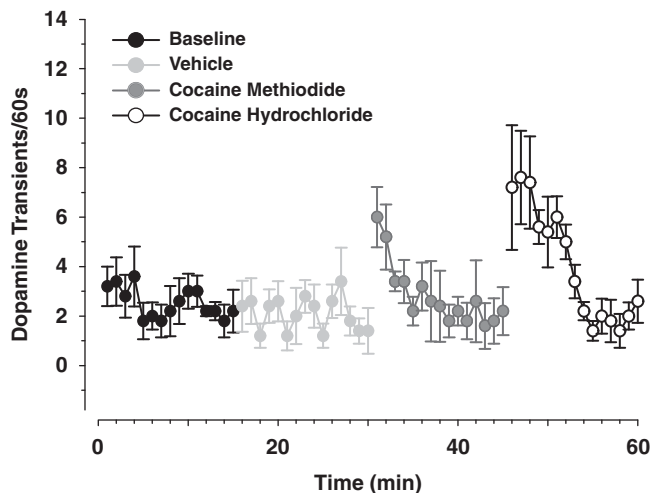 14
12
10
8
6
4
2
0
Dopamine Transients/60s
Baseline
Vehicle
Cocaine Methiodide
Cocaine Hydrochloride
0 20 40 60
Time (min)